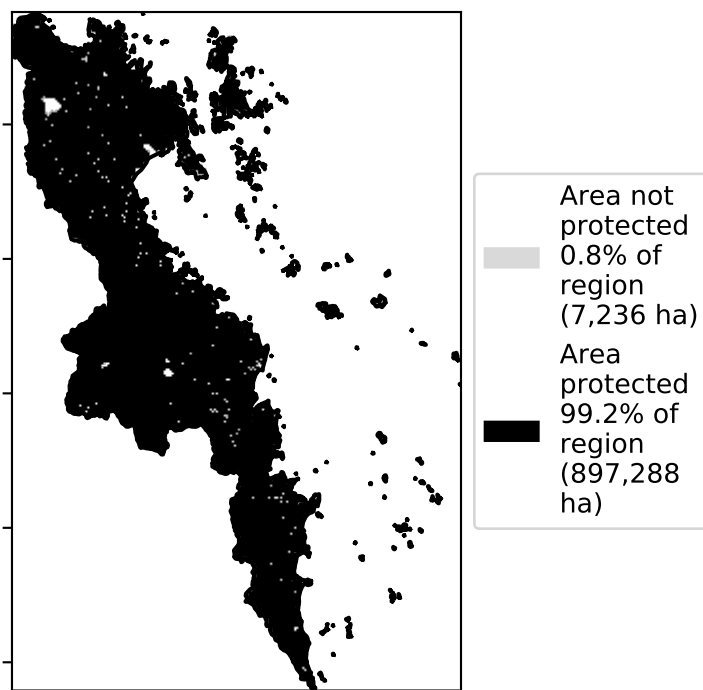 Area not
protected
0.8% of
region
(7,236 ha)
Area
protected
99.2% of
region
(897,288
ha)